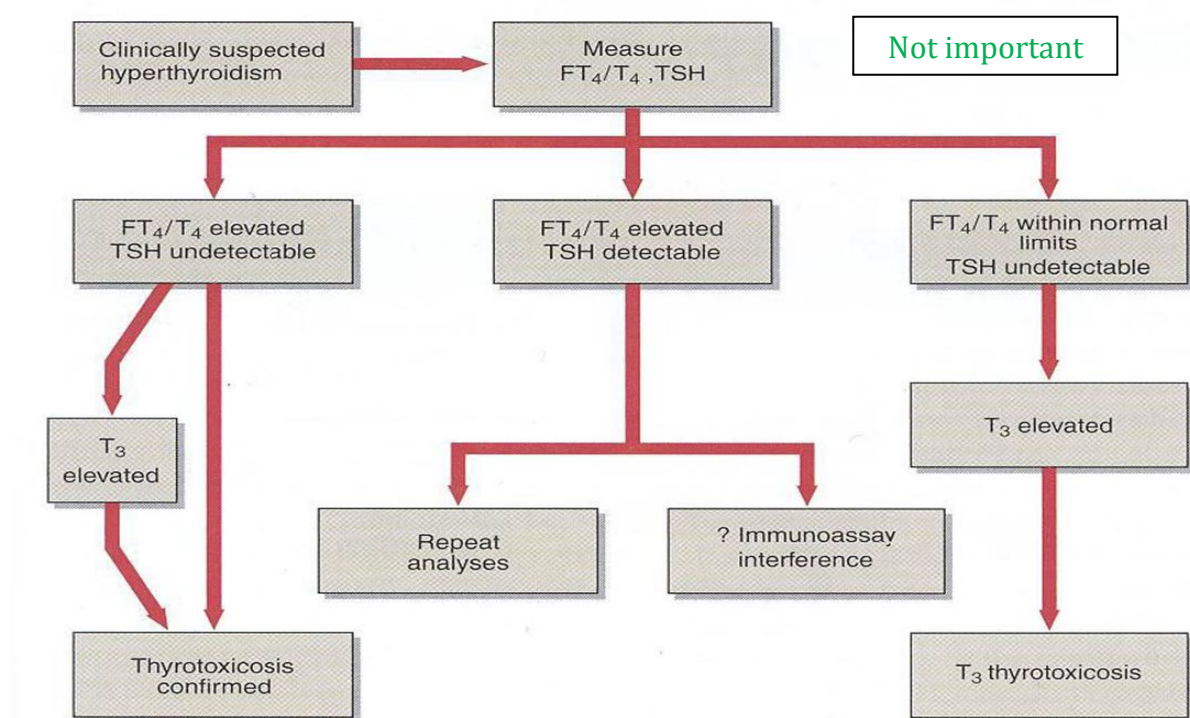 Clinically suspected
hyperthyroidism
Measure
FT₄/T₄ ,TSH
Not important
FT₄/T₄ elevated
TSH undetectable
FT₄/T₄ elevated
TSH detectable
FT₄/T₄ within normal
limits
TSH undetectable
T₃
elevated
T₃ elevated
Repeat
analyses
? Immunoassay
interference
Thyrotoxicosis
confirmed
T₃ thyrotoxicosis